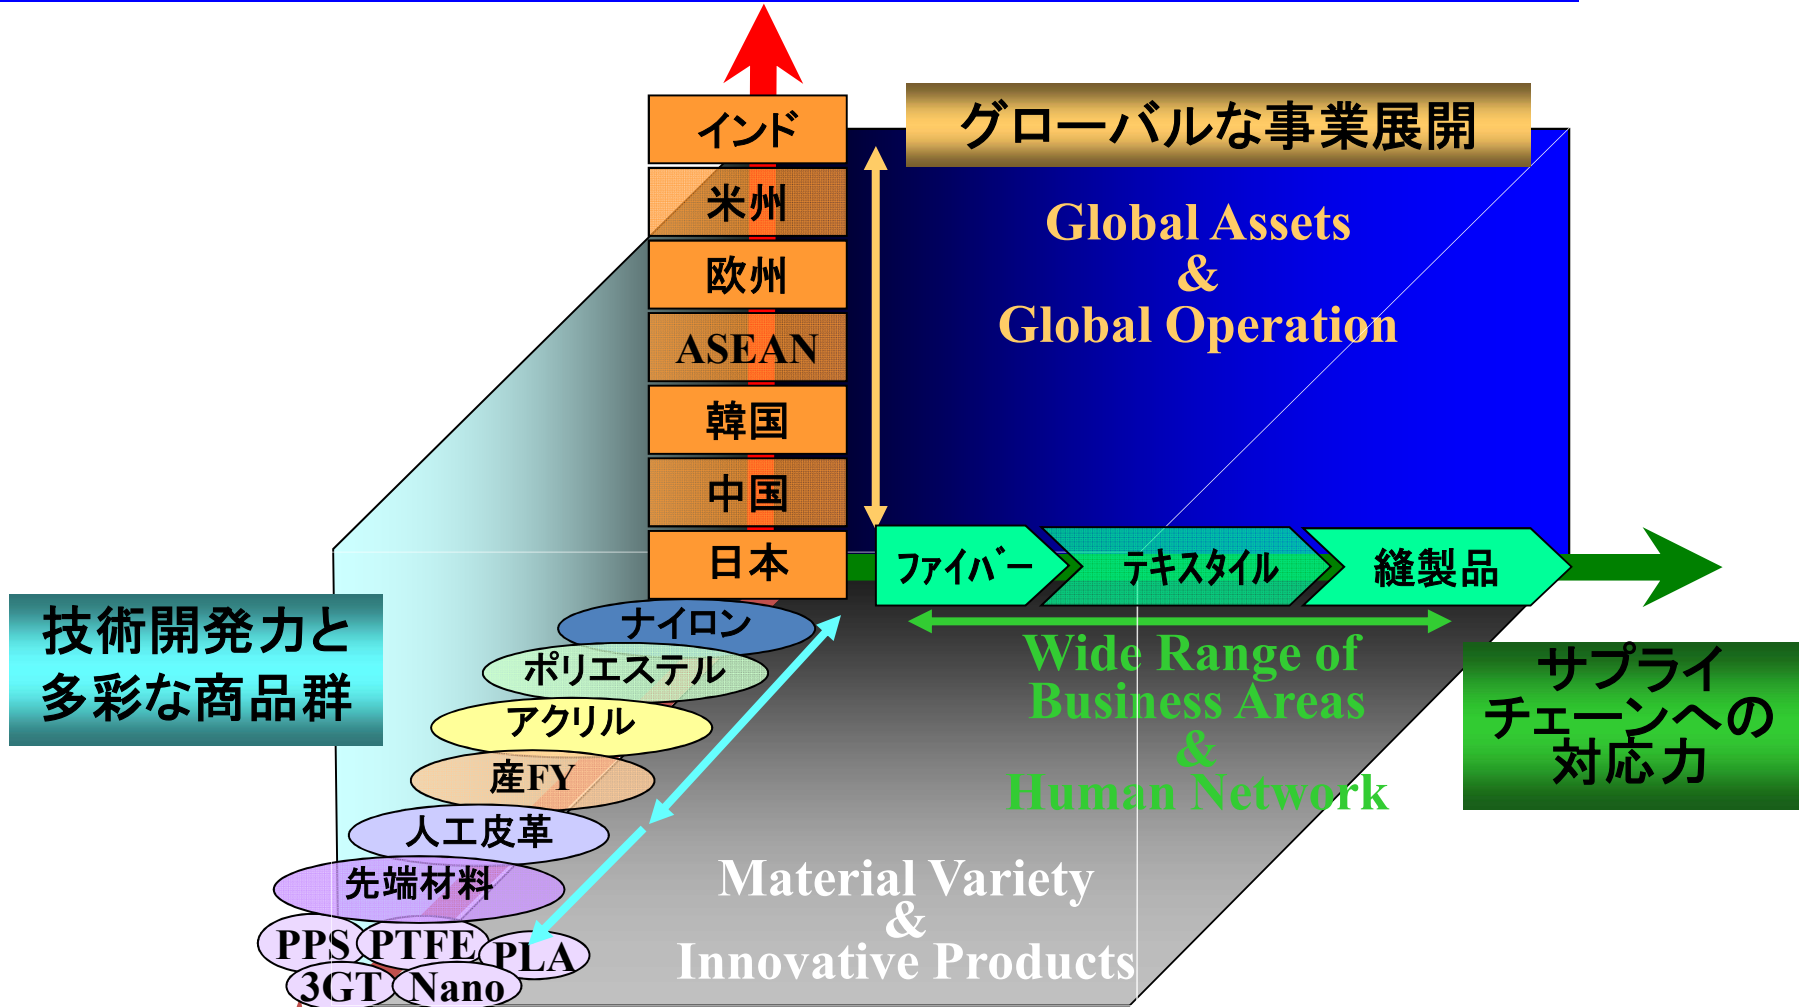 インド
米州
欧州
ASEAN
韓国
中国
日本
グローバルな事業展開
Global Assets
&
Global Operation
ファイバー
テキスタイル
縫製品
Wide Range of
Business Areas
&
Human Network
サプライ
チェーンへの
対応力
技術開発力と
多彩な商品群
ナイロン
ポリエステル
アクリル
産FY
人工皮革
先端材料
PPS
PTFE
PLA
3GT
Nano
Material Variety
&
Innovative Products